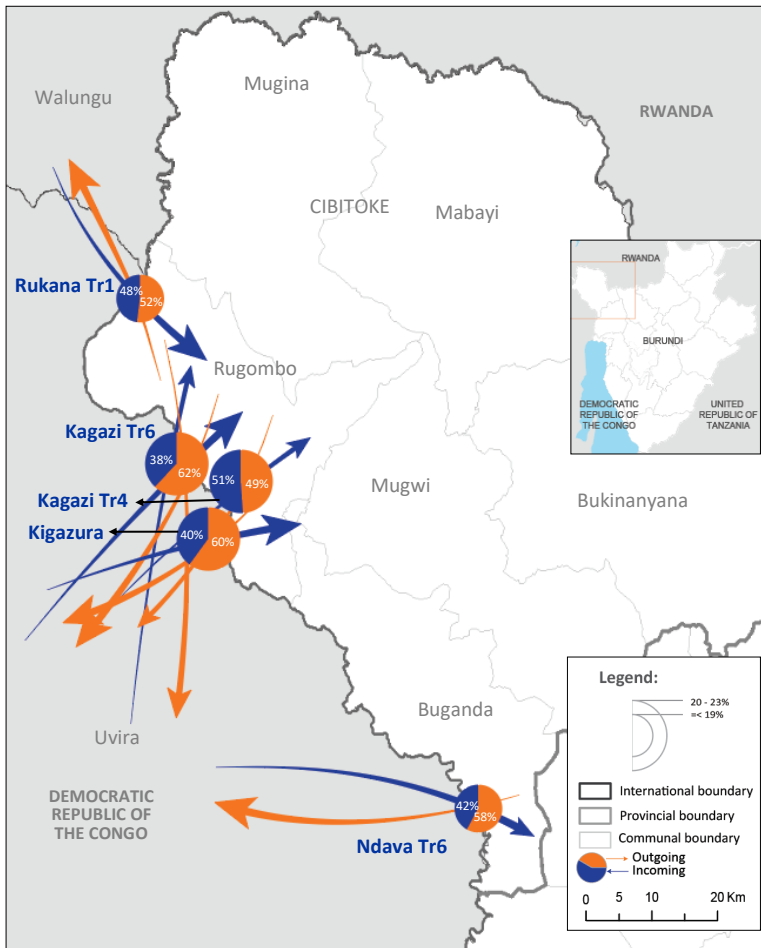 Mugina
Walungu
RWANDA
CIBITOKE
Mabayi
Rukana Tr1
48%
52%
RWANDA
BURUNDI
DEMOCRATIC
REPUBLIC OF
THE CONGO
UNITED
REPUBLIC OF
TANZANIA
Rugombo
Kagazi Tr6
38%
62%
Kagazi Tr4
51%
49%
Mugwi
Bukinanyana
Kigazura
40%
60%
Buganda
Uvira
DEMOCRATIC
REPUBLIC OF
THE CONGO
42%
58%
Ndava Tr6
Legend:
20 - 23%
=< 19%
International boundary
Provincial boundary
Communal boundary
Outgoing
Incoming
0 5 10 20 Km